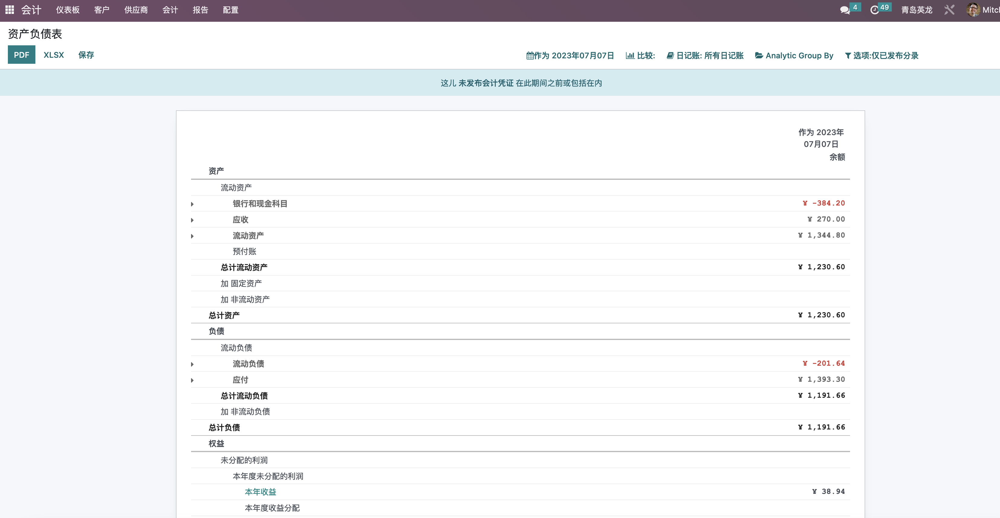 会计 仪表板 客户 供应商 会计 报告 配置 4 49 青岛英龙 Mitch
资产负债表
PDF XLSX 保存 作为 2023年07月07日 比较: 日记账: 所有日记账 Analytic Group By 选项:仅已发布分录
这儿 未发布会计凭证 在此期间之前或包括在内
作为 2023年
07月07日
余额
资产
流动资产
银行和现金科目 ¥ -384.20
应收 ¥ 270.00
流动资产 ¥ 1,344.80
预付账
总计流动资产 ¥ 1,230.60
加 固定资产
加 非流动资产
总计资产 ¥ 1,230.60
负债
流动负债
流动负债 ¥ -201.64
应付 ¥ 1,393.30
总计流动负债 ¥ 1,191.66
加 非流动负债
总计负债 ¥ 1,191.66
权益
未分配的利润
本年度未分配的利润
本年收益 ¥ 38.94
本年度收益分配